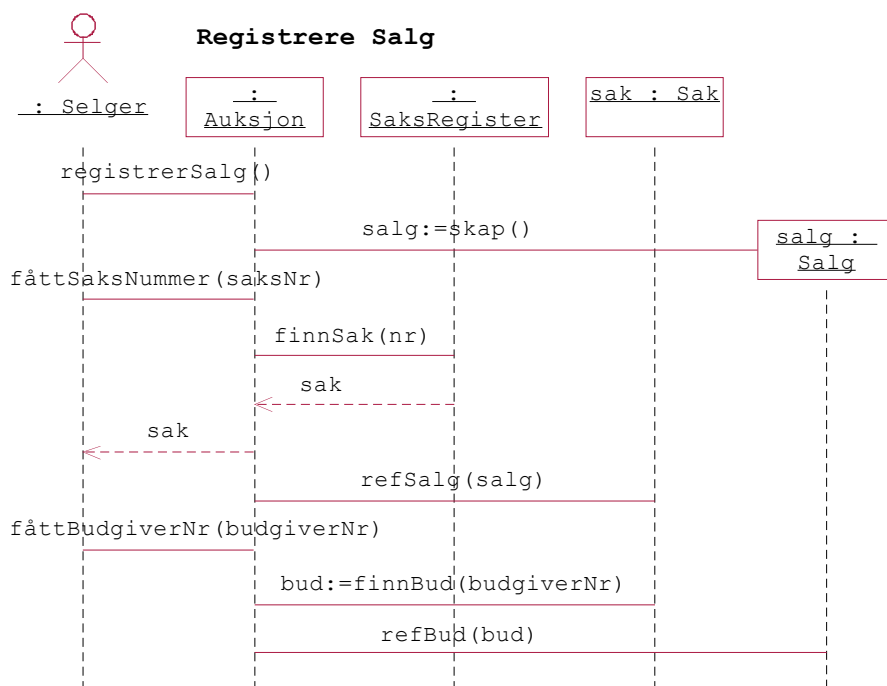 Registrere Salg
: Selger
:
Auksjon
:
SaksRegister
sak : Sak
registrerSalg()
salg:=skap()
salg :
Salg
fåttSaksNummer(saksNr)
finnSak(nr)
sak
sak
refSalg(salg)
fåttBudgiverNr(budgiverNr)
bud:=finnBud(budgiverNr)
refBud(bud)